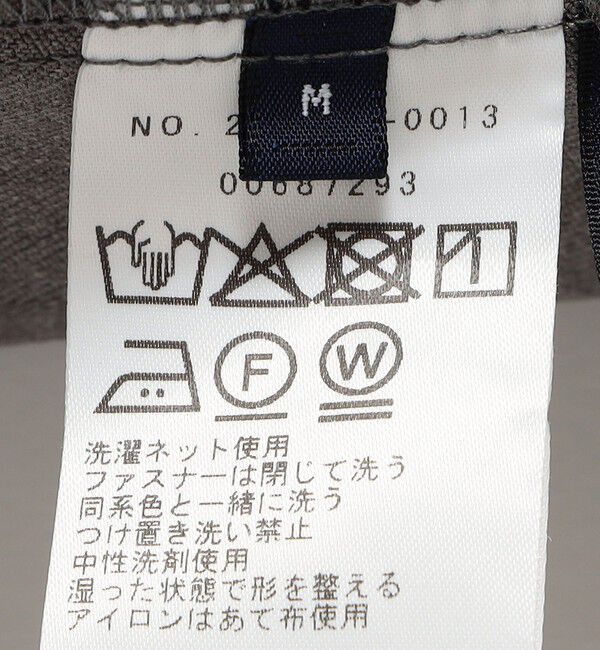 M
NO. 2 -0013
00687293
F W
洗濯ネット使用
ファスナーは閉じて洗う
同系色と一緒に洗う
つけ置き洗い禁止
中性洗剤使用
湿った状態で形を整える
アイロンはあて布使用